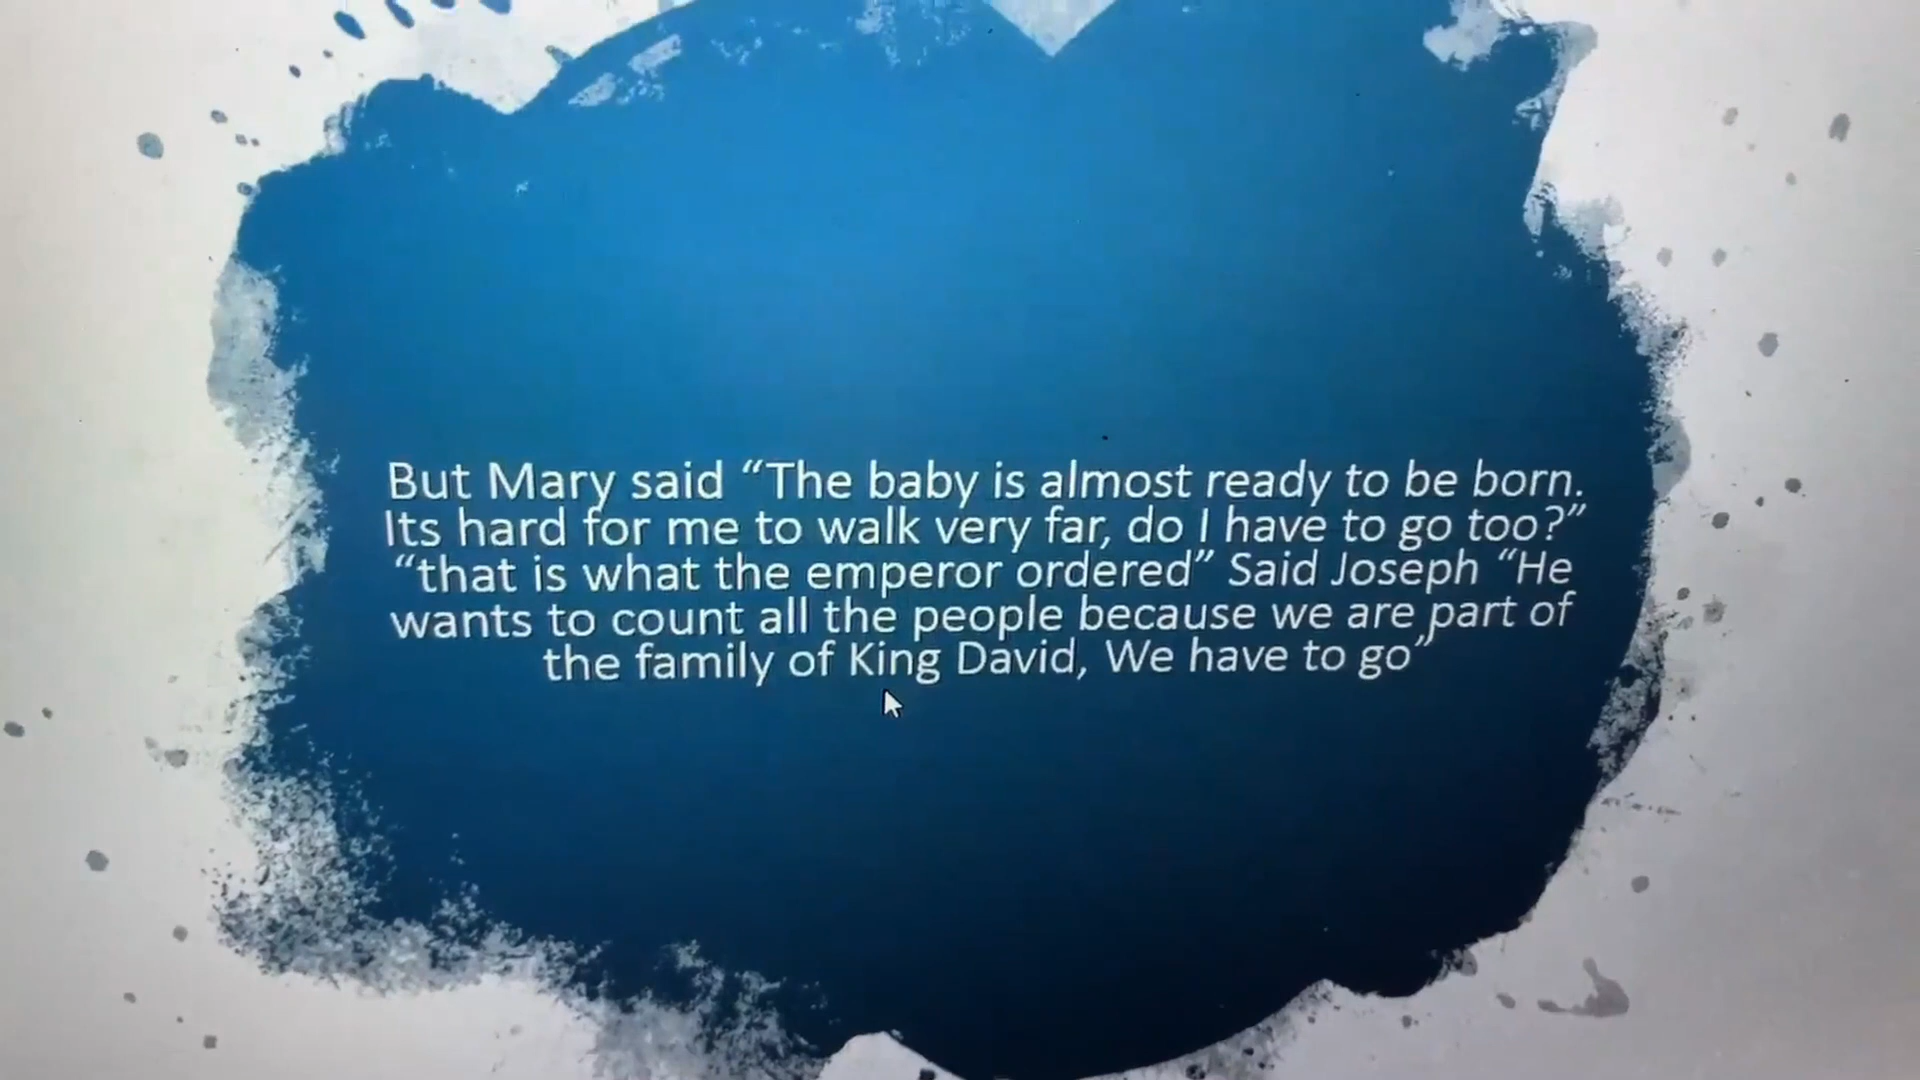 But Mary said “The baby is almost ready to be born.
Its hard for me to walk very far, do I have to go too?”
“that is what the emperor ordered” Said Joseph “He
wants to count all the people because we are part of
the family of King David, We have to go”